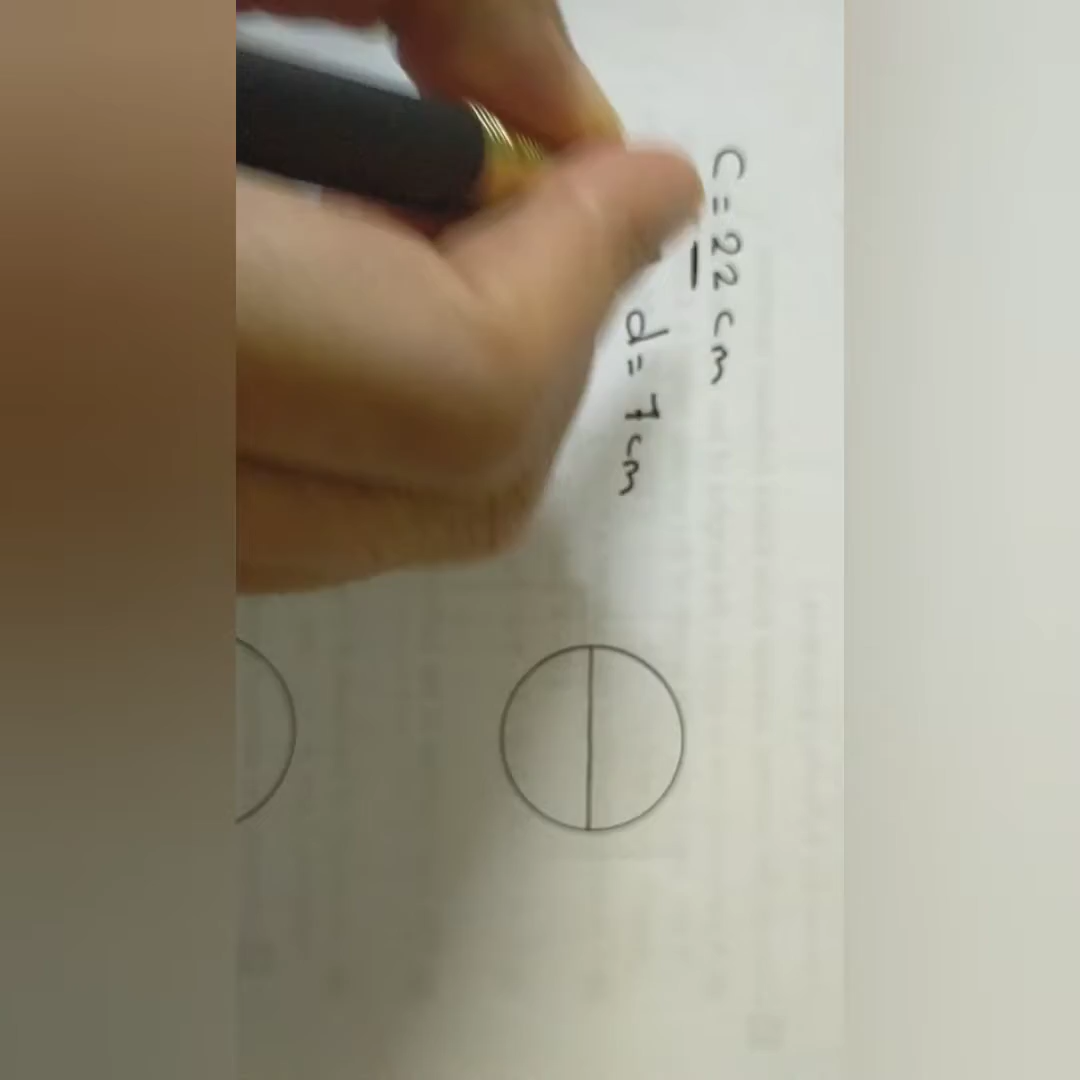 C = 22 cm
d = 7 cm